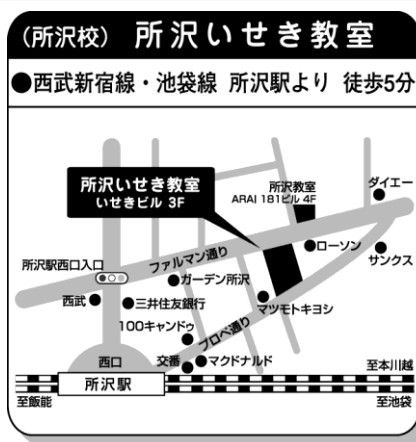 (所沢校) 所沢いせき教室
●西武新宿線・池袋線 所沢駅より 徒歩5分
所沢いせき教室
いせきビル 3F
所沢教室
ARAI 181ビル 4F
ダイエー
ローソン
サンクス
ファルマン通り
所沢駅西口入口
ガーデン所沢
西武
三井住友銀行
マツモトキヨシ
100キャンドゥ
プロペ通り
西口
交番
マクドナルド
至本川越
所沢駅
至飯能
至池袋